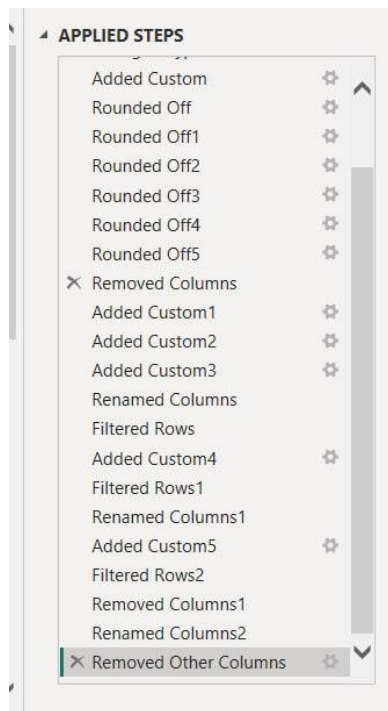 APPLIED STEPS
Added Custom
Rounded Off
Rounded Off1
Rounded Off2
Rounded Off3
Rounded Off4
Rounded Off5
Removed Columns
Added Custom1
Added Custom2
Added Custom3
Renamed Columns
Filtered Rows
Added Custom4
Filtered Rows1
Renamed Columns1
Added Custom5
Filtered Rows2
Removed Columns1
Renamed Columns2
Removed Other Columns